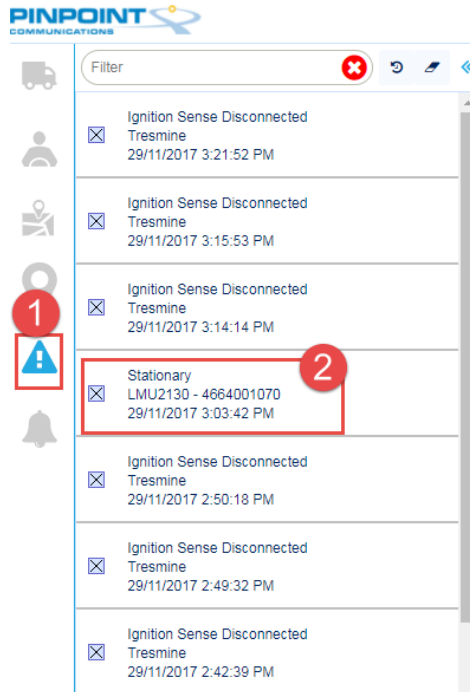 PINPOINT
COMMUNICATIONS
Filter
Ignition Sense Disconnected
Tresmine
29/11/2017 3:21:52 PM
Ignition Sense Disconnected
Tresmine
29/11/2017 3:15:53 PM
Ignition Sense Disconnected
Tresmine
29/11/2017 3:14:14 PM
1
2
Stationary
LMU2130 - 4664001070
29/11/2017 3:03:42 PM
Ignition Sense Disconnected
Tresmine
29/11/2017 2:50:18 PM
Ignition Sense Disconnected
Tresmine
29/11/2017 2:49:32 PM
Ignition Sense Disconnected
Tresmine
29/11/2017 2:42:39 PM